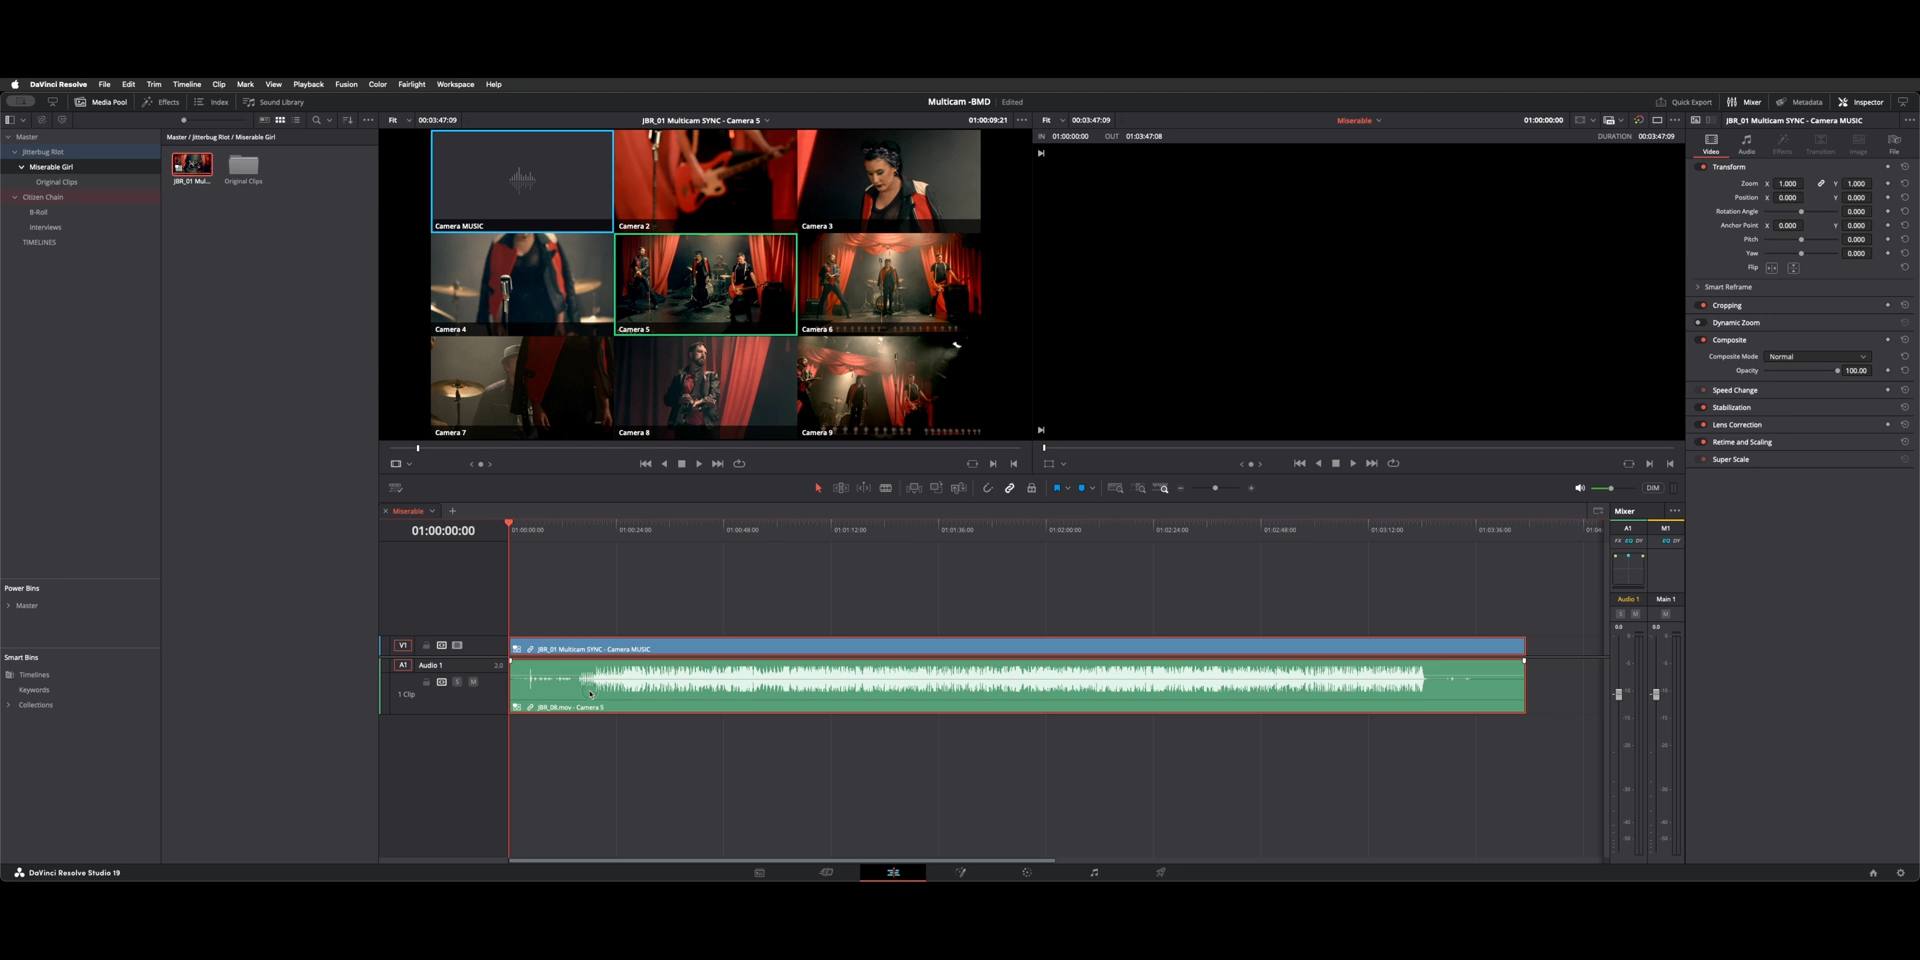 DaVinci Resolve File Edit Trim Timeline Clip Mark View Playback Fusion Color Fairlight Workspace Help
Media Pool Effects Index Sound Library Multicam -BMD Edited Quick Export Mixer Metadata Inspector
Fit 00:03:47:09 JBR_01 Multicam SYNC - Camera 5 01:00:09:21 Fit 00:03:47:09 Miserable 01:00:00:00 JBR_01 Multicam SYNC - Camera MUSIC
Master
Jitterbug Riot
Miserable Girl
Original Clips
Citizen Chain
B-Roll
Interviews
TIMELINES
Power Bins
Master
Smart Bins
Timelines
Keywords
Collections
Master / Jitterbug Riot / Miserable Girl
JBR_01 Mul...
Original Clips
Camera MUSIC
Camera 2
Camera 3
Camera 4
Camera 5
Camera 6
Camera 7
Camera 8
Camera 9
IN 01:00:00:00 OUT 01:03:47:08 DURATION 00:03:47:09
Video Audio Effects Transition Image File
Transform
Zoom X 1.000 Y 1.000
Position X 0.000 Y 0.000
Rotation Angle 0.000
Anchor Point X 0.000 Y 0.000
Pitch 0.000
Yaw 0.000
Flip
Smart Reframe
Cropping
Dynamic Zoom
Composite
Composite Mode Normal
Opacity 100.00
Speed Change
Stabilization
Lens Correction
Retime and Scaling
Super Scale
DIM
Miserable
01:00:00:00
01:00:00:00 01:00:24:00 01:00:48:00 01:01:12:00 01:01:36:00 01:02:00:00 01:02:24:00 01:02:48:00 01:03:12:00 01:03:36:00 01:04
V1
JBR_01 Multicam SYNC - Camera MUSIC
A1 Audio 1 2.0
S M
1 Clip
JBR_08.mov - Camera 5
Mixer
A1 M1
FX EQ DY EQ DY
Audio 1 Main 1
S M M
0.0 0.0
DaVinci Resolve Studio 19